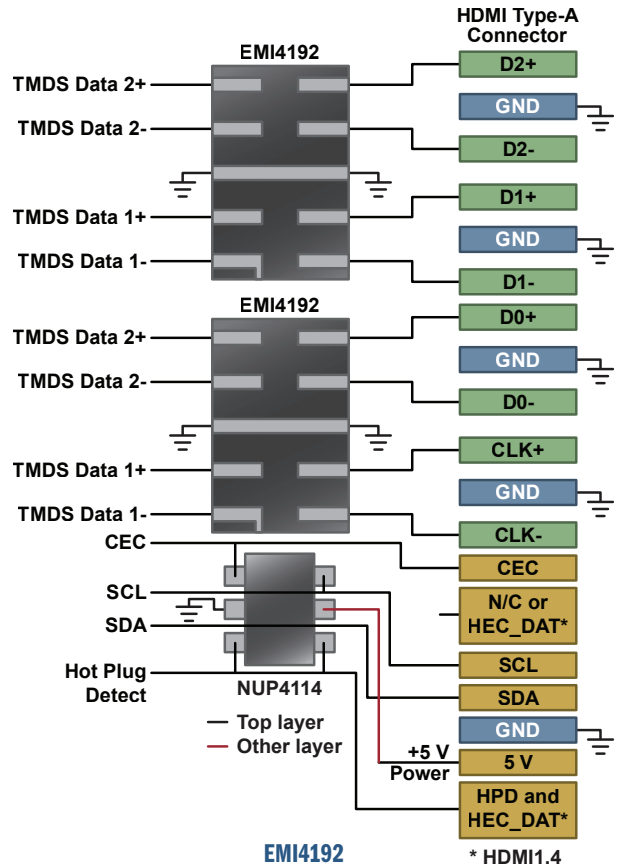 HDMI Type-A
Connector
EMI4192
D2+
TMDS Data 2+
GND
TMDS Data 2-
D2-
D1+
TMDS Data 1+
GND
TMDS Data 1-
D1-
EMI4192
D0+
TMDS Data 2+
GND
TMDS Data 2-
D0-
CLK+
TMDS Data 1+
GND
TMDS Data 1-
CLK-
CEC
CEC
SCL
N/C or
HEC_DAT*
SDA
SCL
Hot Plug
Detect
NUP4114
SDA
Top layer
GND
Other layer
+5 V
Power
5 V
HPD and
HEC_DAT*
EMI4192
* HDMI1.4